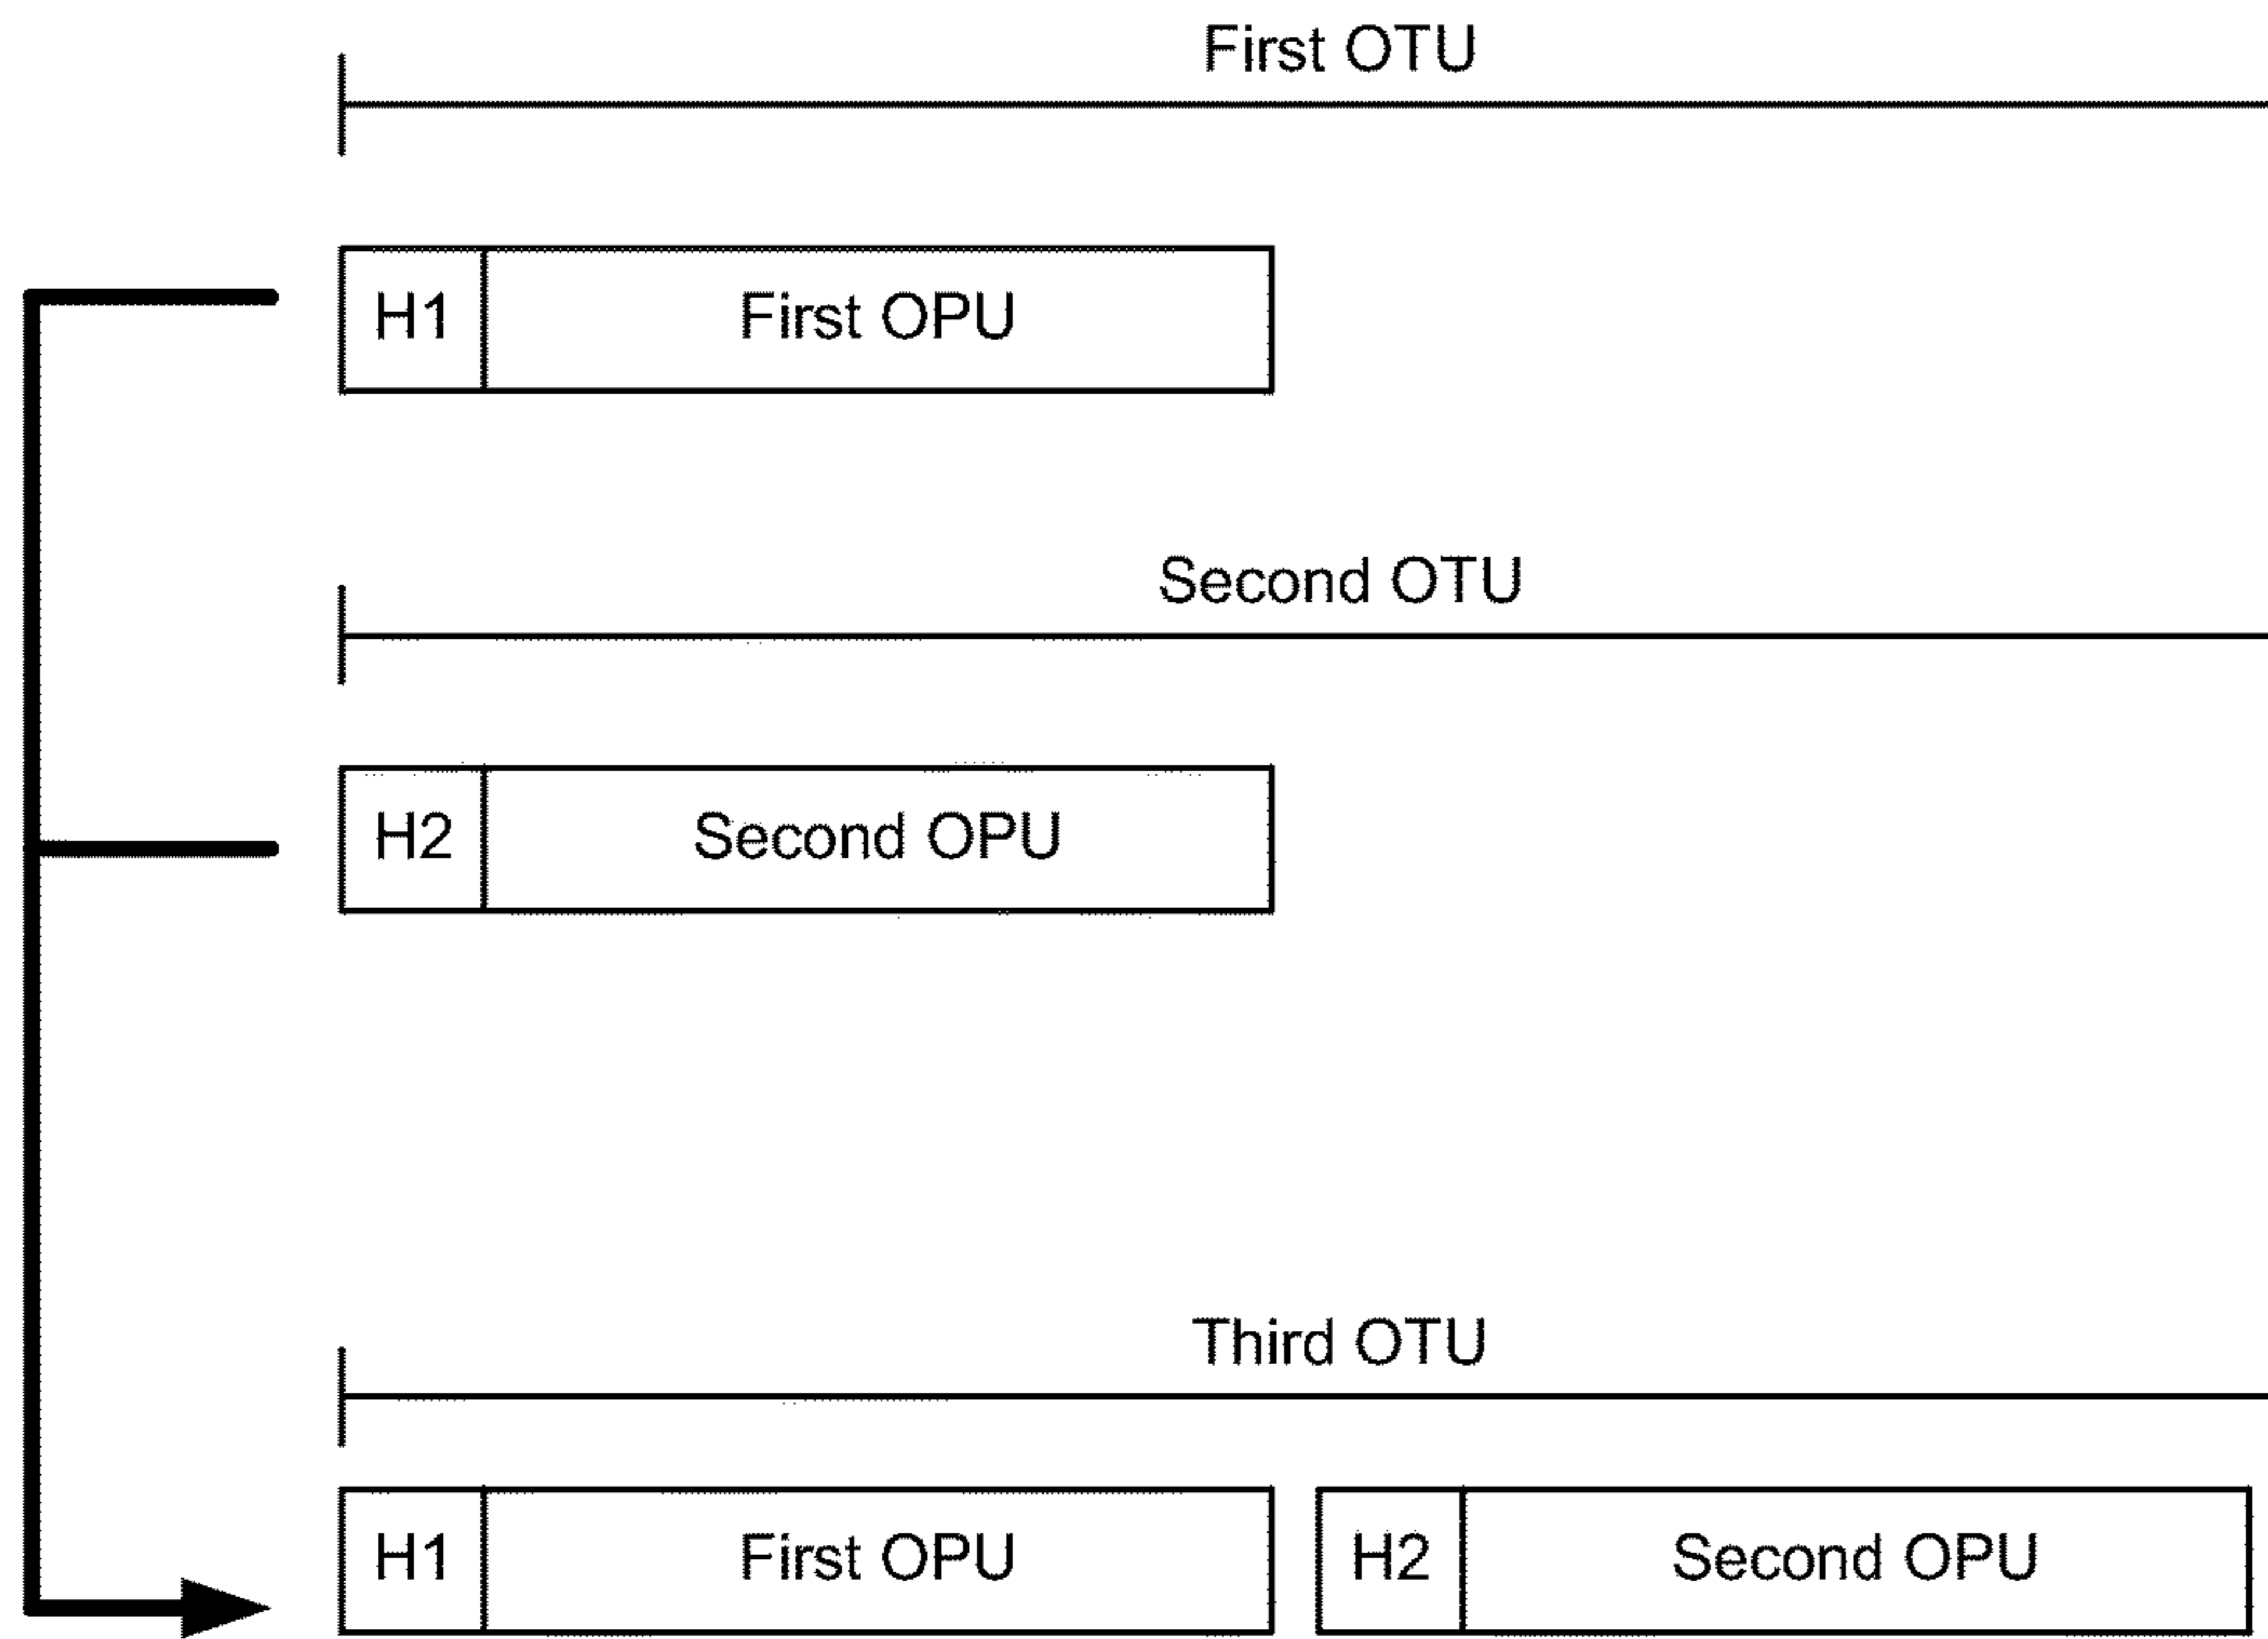 First OTU
H1 First OPU
Second OTU
H2 Second OPU
Third OTU
H1 First OPU H2 Second OPU